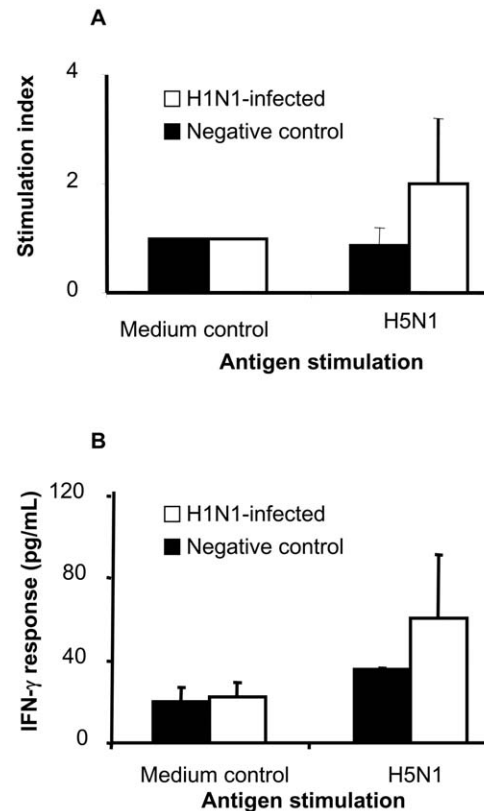 A
Stimulation index
4
2
0
H1N1-infected
Negative control
Medium control
H5N1
Antigen stimulation
B
IFN-γ response (pg/mL)
120
80
40
0
H1N1-infected
Negative control
Medium control
H5N1
Antigen stimulation